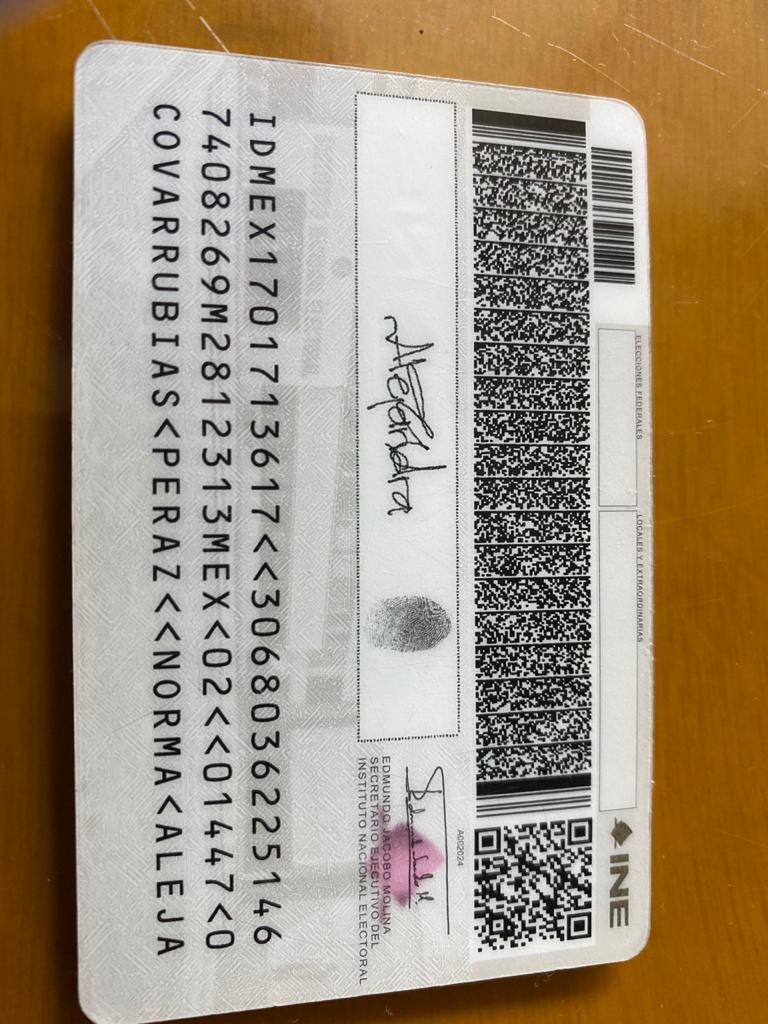 ELECCIONES FEDERALES
LOCALES Y EXTRAORDINARIAS
INE
A002024
Alejandra
EDMUNDO JACOBO MOLINA
SECRETARIO EJECUTIVO DEL
INSTITUTO NACIONAL ELECTORAL
IDMEX1701713617<<3068036225146
7408269M2812313MEX<02<<01447<0
COVARRUBIAS<PERAZ<<NORMA<ALEJA